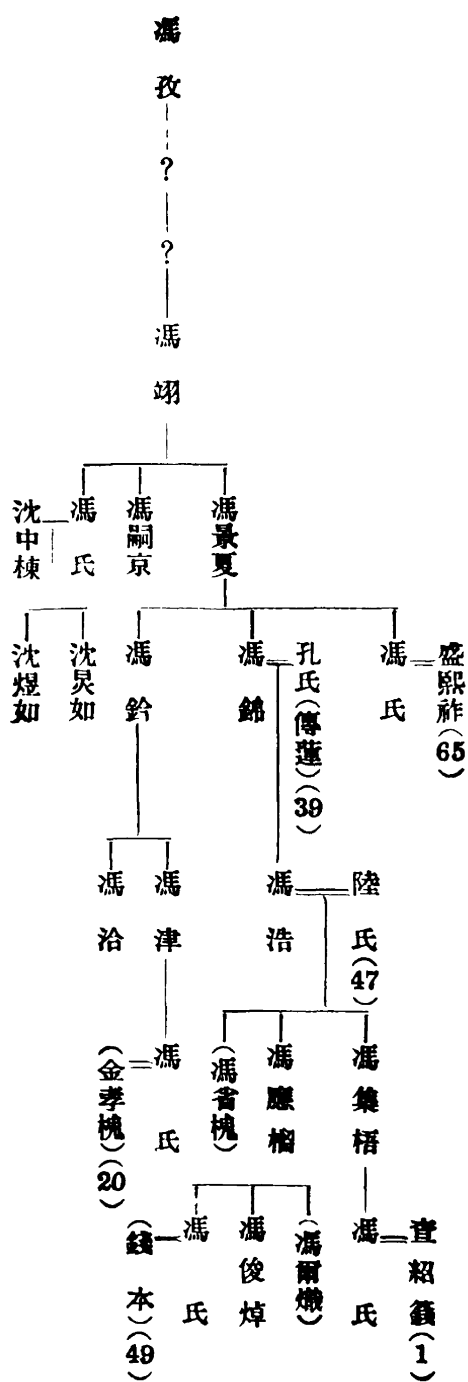 馮孜
?
?
馮翊
馮景夏
馮嗣京
馮氏
沈中棟
盛熙祚(65)
馮氏
孔氏(傳蓮)(39)
馮錦
馮鈐
沈炅如
沈煜如
陸氏(47)
馮浩
馮津
馮洽
馮集梧
馮應榴
(馮省槐)
馮氏
(金孝槐)(20)
查紹籛(1)
馮氏
(馮爾熾)
馮俊焯
馮氏
(錢本)(49)